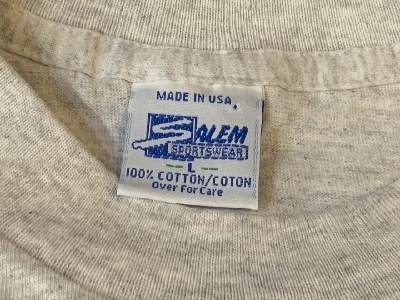 MADE IN USA
SALEM
SPORTSWEAR
L
100% COTTON/COTON
Over For Care